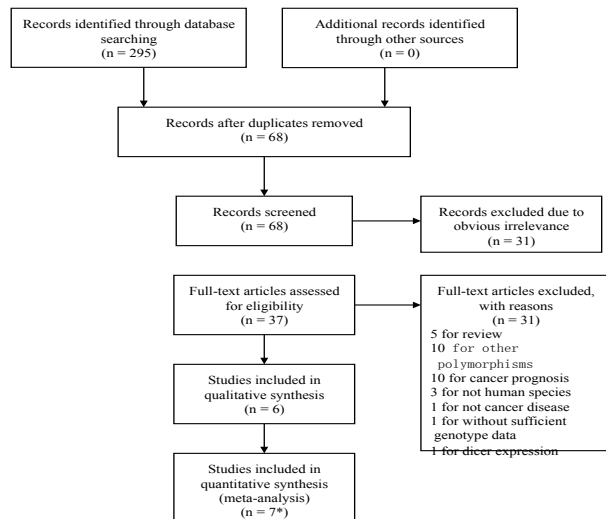 Records identified through database
searching
(n = 295)
Additional records identified
through other sources
(n = 0)
Records after duplicates removed
(n = 68)
Records screened
(n = 68)
Records excluded due to
obvious irrelevance
(n = 31)
Full-text articles assessed
for eligibility
(n = 37)
Full-text articles excluded,
with reasons
(n = 31)
5 for review
10 for other
polymorphisms
10 for cancer prognosis
3 for not human species
1 for not cancer disease
1 for without sufficient
genotype data
1 for dicer expression
Studies included in
qualitative synthesis
(n = 6)
Studies included in
quantitative synthesis
(meta-analysis)
(n = 7*)